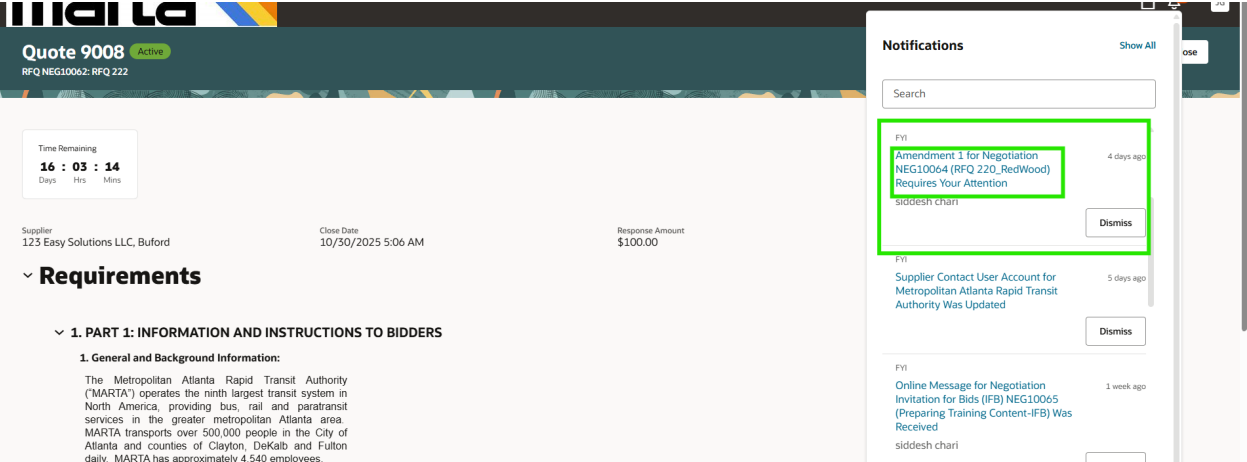 marta
JG
Quote 9008 Active
RFQ NEG10062: RFQ 222
ose
Time Remaining
16 : 03 : 14
Days Hrs Mins
Supplier
123 Easy Solutions LLC, Buford
Close Date
10/30/2025 5:06 AM
Response Amount
$100.00
Requirements
1. PART 1: INFORMATION AND INSTRUCTIONS TO BIDDERS
1. General and Background Information:
The Metropolitan Atlanta Rapid Transit Authority
("MARTA") operates the ninth largest transit system in
North America, providing bus, rail and paratransit
services in the greater metropolitan Atlanta area.
MARTA transports over 500,000 people in the City of
Atlanta and counties of Clayton, DeKalb and Fulton
daily. MARTA has approximately 4,540 employees.
Notifications
Show All
Search
FYI
Amendment 1 for Negotiation
NEG10064 (RFQ 220_RedWood)
Requires Your Attention
4 days ago
siddesh chari
Dismiss
FYI
Supplier Contact User Account for
Metropolitan Atlanta Rapid Transit
Authority Was Updated
5 days ago
Dismiss
FYI
Online Message for Negotiation
Invitation for Bids (IFB) NEG10065
(Preparing Training Content-IFB) Was
Received
1 week ago
siddesh chari